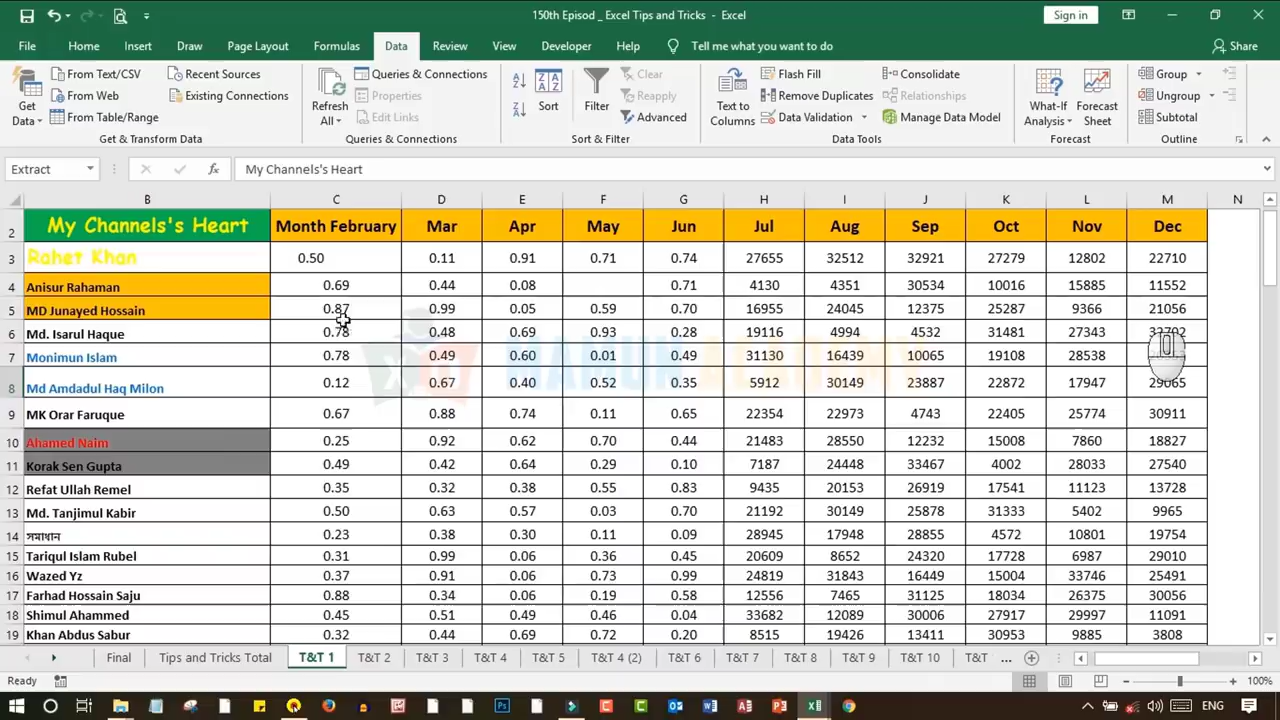 150th Episod _ Excel Tips and Tricks - Excel
Sign in
File Home Insert Draw Page Layout Formulas Data Review View Developer Help Tell me what you want to do Share
Get Data
From Text/CSV
From Web
From Table/Range
Recent Sources
Existing Connections
Get & Transform Data
Refresh All
Queries & Connections
Properties
Edit Links
Queries & Connections
Sort
Filter
Clear
Reapply
Advanced
Sort & Filter
Text to Columns
Flash Fill
Remove Duplicates
Data Validation
Consolidate
Relationships
Manage Data Model
Data Tools
What-If Analysis
Forecast Sheet
Forecast
Group
Ungroup
Subtotal
Outline
Extract fx My Channels's Heart
B C D E F G H I J K L M N
2 My Channels's Heart Month February Mar Apr May Jun Jul Aug Sep Oct Nov Dec
3 Rahet Khan 0.50 0.11 0.91 0.71 0.74 27655 32512 32921 27279 12802 22710
4 Anisur Rahaman 0.69 0.44 0.08 0.71 4130 4351 30534 10016 15885 11552
5 MD Junayed Hossain 0.87 0.99 0.05 0.59 0.70 16955 24045 12375 25287 9366 21056
6 Md. Isarul Haque 0.78 0.48 0.69 0.93 0.28 19116 4994 4532 31481 27343
7 Monimun Islam 0.78 0.49 0.60 0.01 0.49 31130 16439 10065 19108 28538
8 Md Amdadul Haq Milon 0.12 0.67 0.40 0.52 0.35 5912 30149 23887 22872 17947 29065
9 MK Orar Faruque 0.67 0.88 0.74 0.11 0.65 22354 22973 4743 22405 25774 30911
10 Ahamed Naim 0.25 0.92 0.62 0.70 0.44 21483 28550 12232 15008 7860 18827
11 Korak Sen Gupta 0.49 0.42 0.64 0.29 0.10 7187 24448 33467 4002 28033 27540
12 Refat Ullah Remel 0.35 0.32 0.38 0.55 0.83 9435 20153 26919 17541 11123 13728
13 Md. Tanjimul Kabir 0.50 0.63 0.57 0.03 0.70 21192 30149 25878 31333 5402 9965
14 সমাধান 0.23 0.38 0.30 0.11 0.09 28945 17948 28855 4572 10801 19754
15 Tariqul Islam Rubel 0.31 0.99 0.06 0.36 0.45 20609 8652 24320 17728 6987 29010
16 Wazed Yz 0.37 0.91 0.06 0.73 0.99 24819 31843 16449 15004 33746 25491
17 Farhad Hossain Saju 0.88 0.34 0.06 0.19 0.58 12556 7465 31125 18034 26375 30056
18 Shimul Ahammed 0.45 0.51 0.49 0.46 0.04 33682 12089 30006 27917 29997 11091
19 Khan Abdus Sabur 0.32 0.44 0.69 0.72 0.20 8515 19426 13411 30953 9885 3808
MAMUN ACADEMY
Final Tips and Tricks Total T&T 1 T&T 2 T&T 3 T&T 4 T&T 5 T&T 4 (2) T&T 6 T&T 7 T&T 8 T&T 9 T&T 10 T&T ...
Ready 100%
ENG